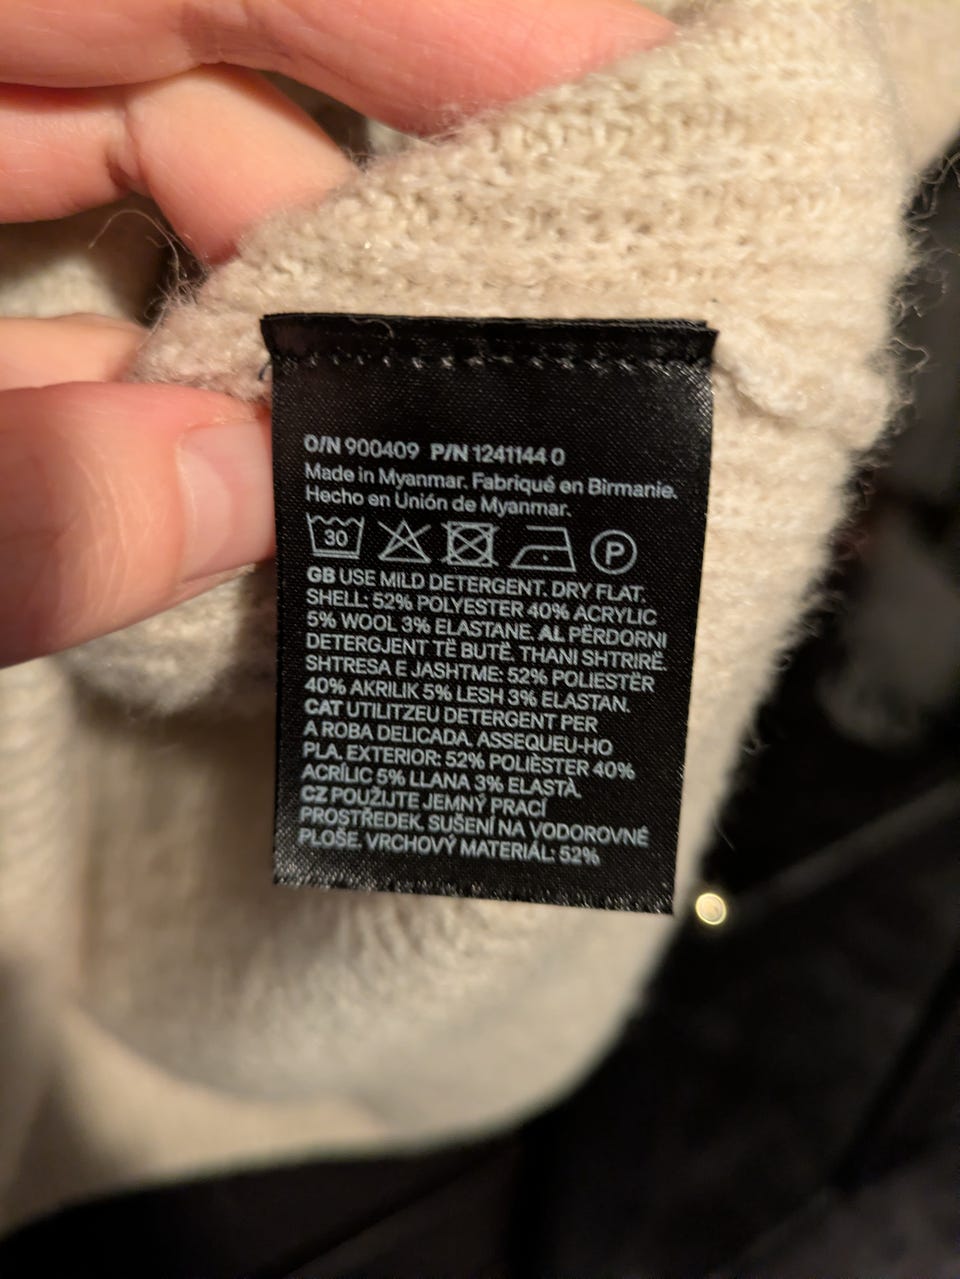 O/N 900409 P/N 1241144 0
Made in Myanmar. Fabriqué en Birmanie.
Hecho en Unión de Myanmar.
30 P
GB USE MILD DETERGENT. DRY FLAT.
SHELL: 52% POLYESTER 40% ACRYLIC
5% WOOL 3% ELASTANE. AL PËRDORNI
DETERGJENT TË BUTË. THANI SHTRIRË.
SHTRESA E JASHTME: 52% POLIESTËR
40% AKRILIK 5% LESH 3% ELASTAN.
CAT UTILITZEU DETERGENT PER
A ROBA DELICADA. ASSEQUEU-HO
PLA. EXTERIOR: 52% POLIÈSTER 40%
ACRÍLIC 5% LLANA 3% ELASTÀ.
CZ POUŽIJTE JEMNÝ PRACÍ
PROSTŘEDEK. SUŠENÍ NA VODOROVNÉ
PLOŠE. VRCHOVÝ MATERIÁL: 52%